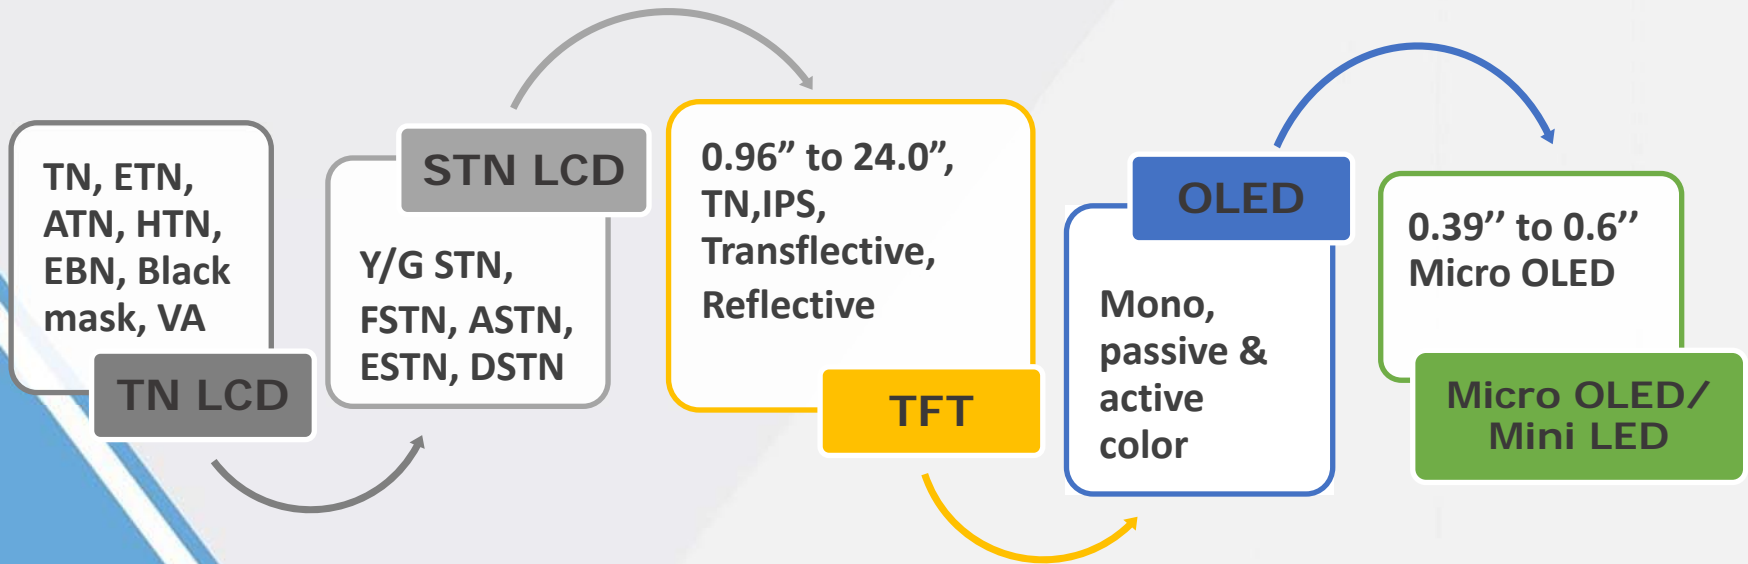 TN, ETN,
ATN, HTN,
EBN, Black
mask, VA
TN LCD
STN LCD
Y/G STN,
FSTN, ASTN,
ESTN, DSTN
0.96” to 24.0”,
TN,IPS,
Transflective,
Reflective
TFT
OLED
Mono,
passive &
active
color
0.39’’ to 0.6’’
Micro OLED
Micro OLED/
Mini LED